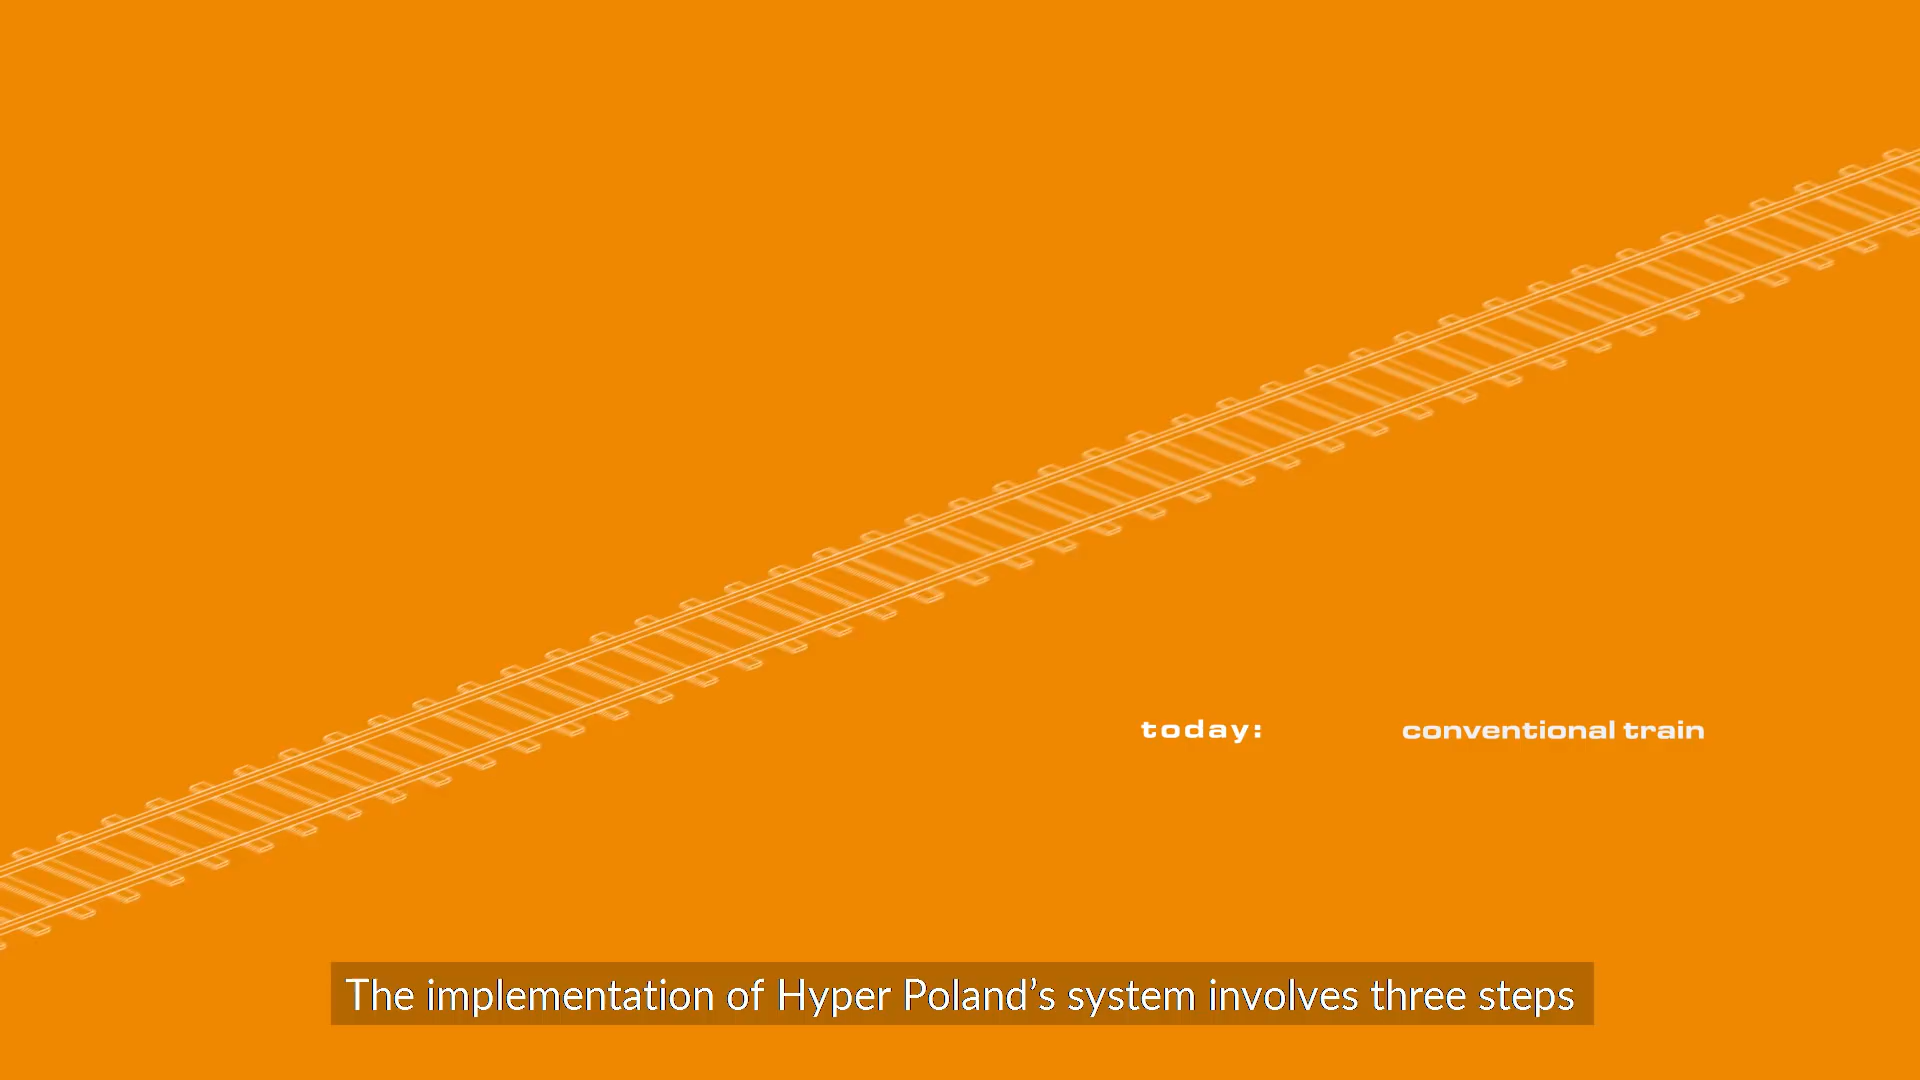 today: conventional train
The implementation of Hyper Poland’s system involves three steps